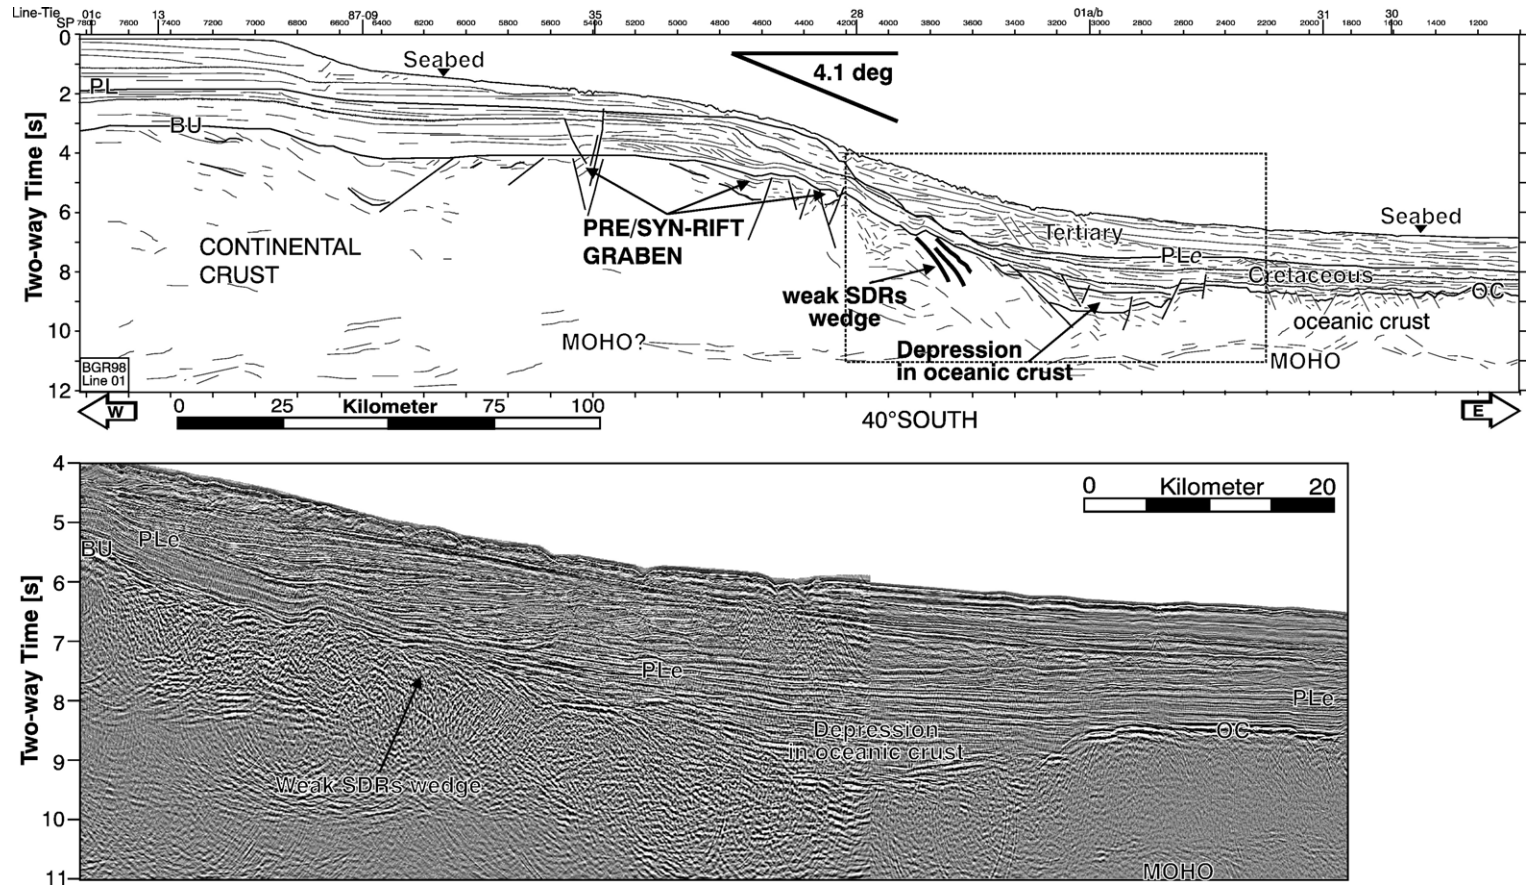 Line-Tie 01c 13 87-09 35 28 01a/b 31 30
SP 7800 7600 7400 7200 7000 6800 6600 6400 6200 6000 5800 5600 5400 5200 5000 4800 4600 4400 4200 4000 3800 3600 3400 3200 3000 2800 2600 2400 2200 2000 1800 1600 1400 1200
Two-way Time [s]
0
2
4
6
8
10
12
Seabed
4.1 deg
PL
BU
PRE/SYN-RIFT
GRABEN
CONTINENTAL
CRUST
Tertiary
Seabed
PLe
Cretaceous
OC
weak SDRs
wedge
oceanic crust
MOHO?
Depression
in oceanic crust
MOHO
BGR98
Line 01
W
0 25 Kilometer 75 100
40°SOUTH
E
Two-way Time [s]
4
5
6
7
8
9
10
11
0 Kilometer 20
PLe
BU
PLe
PLe
Depression
in oceanic crust
OC
Weak SDRs wedge
MOHO